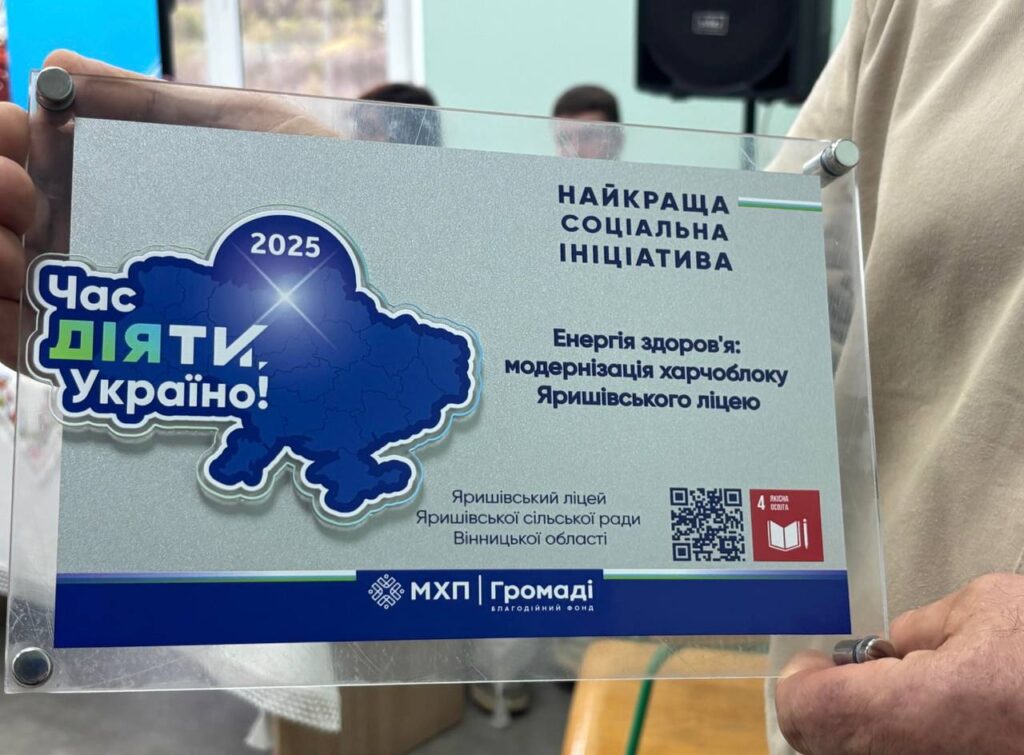 НАЙКРАЩА
СОЦІАЛЬНА
ІНІЦІАТИВА
2025
Час
ДІЯТИ,
Україно!
Енергія здоров'я:
модернізація харчоблоку
Яришівського ліцею
Яришівський ліцей
Яришівської сільської ради
Вінницької області
4 ЯКІСНА
ОСВІТА
МХП | Громаді
БЛАГОДІЙНИЙ ФОНД